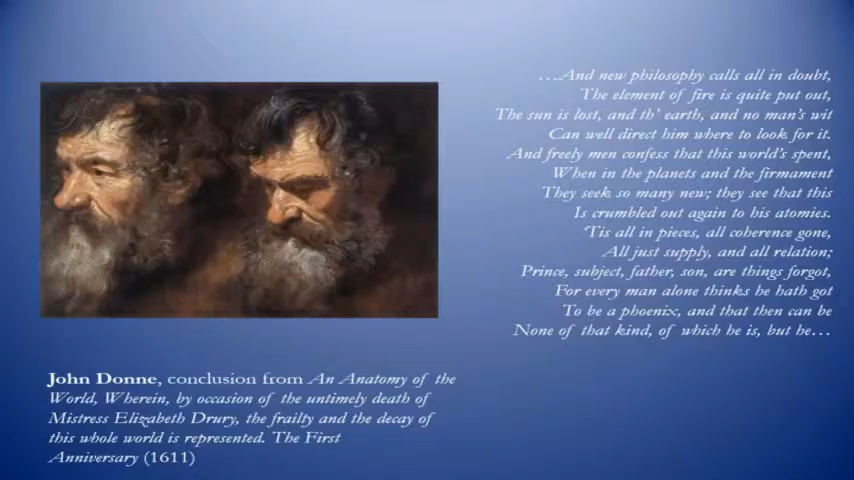 …And new philosophy calls all in doubt,
The element of fire is quite put out,
The sun is lost, and th' earth, and no man's wit
Can well direct him where to look for it.
And freely men confess that this world's spent,
When in the planets and the firmament
They seek so many new; they see that this
Is crumbled out again to his atomies.
'Tis all in pieces, all coherence gone,
All just supply, and all relation;
Prince, subject, father, son, are things forgot,
For every man alone thinks he hath got
To be a phoenix, and that then can be
None of that kind, of which he is, but he…
John Donne, conclusion from An Anatomy of the
World, Wherein, by occasion of the untimely death of
Mistress Elizabeth Drury, the frailty and the decay of
this whole world is represented. The First
Anniversary (1611)